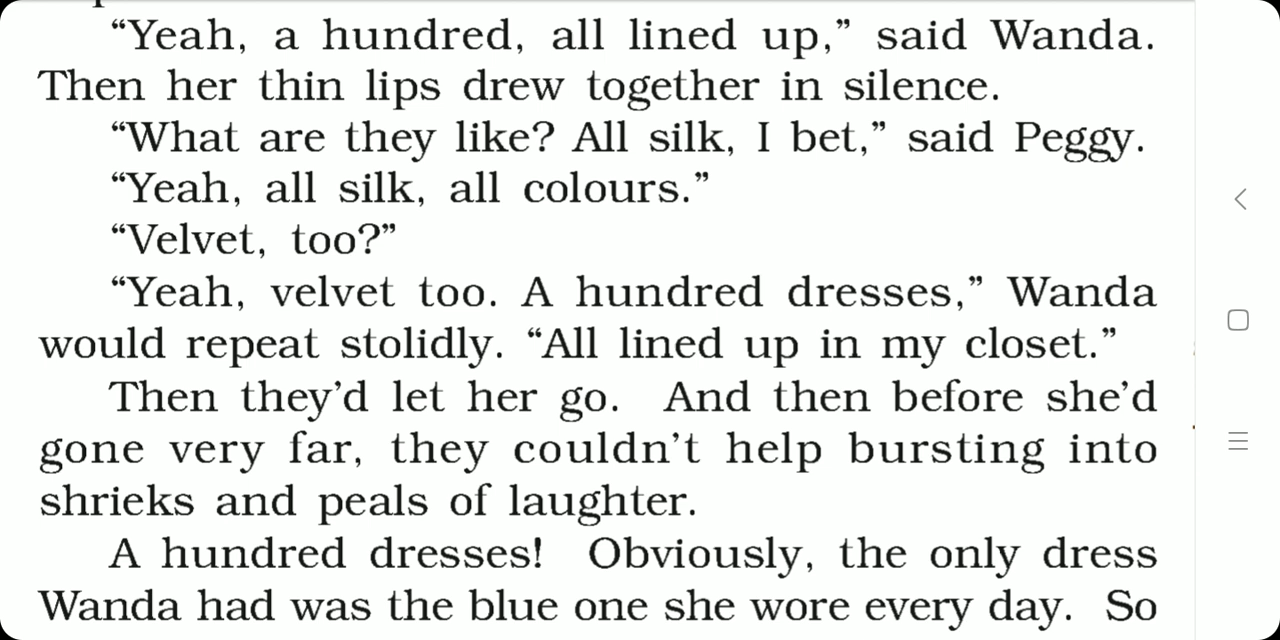 “Yeah, a hundred, all lined up,” said Wanda.
Then her thin lips drew together in silence.
“What are they like? All silk, I bet,” said Peggy.
“Yeah, all silk, all colours.”
“Velvet, too?”
“Yeah, velvet too. A hundred dresses,” Wanda
would repeat stolidly. “All lined up in my closet.”
Then they’d let her go. And then before she’d
gone very far, they couldn’t help bursting into
shrieks and peals of laughter.
A hundred dresses! Obviously, the only dress
Wanda had was the blue one she wore every day. So